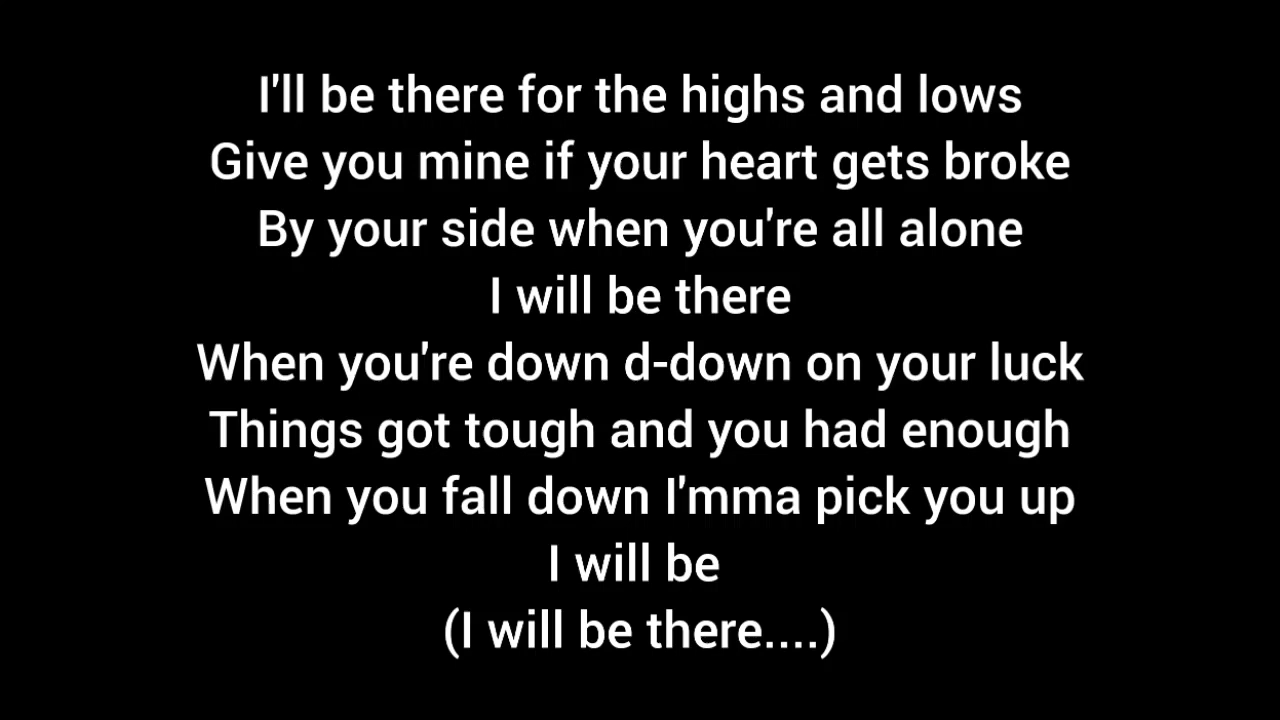 I'll be there for the highs and lows
Give you mine if your heart gets broke
By your side when you're all alone
I will be there
When you're down d-down on your luck
Things got tough and you had enough
When you fall down I'mma pick you up
I will be
(I will be there....)